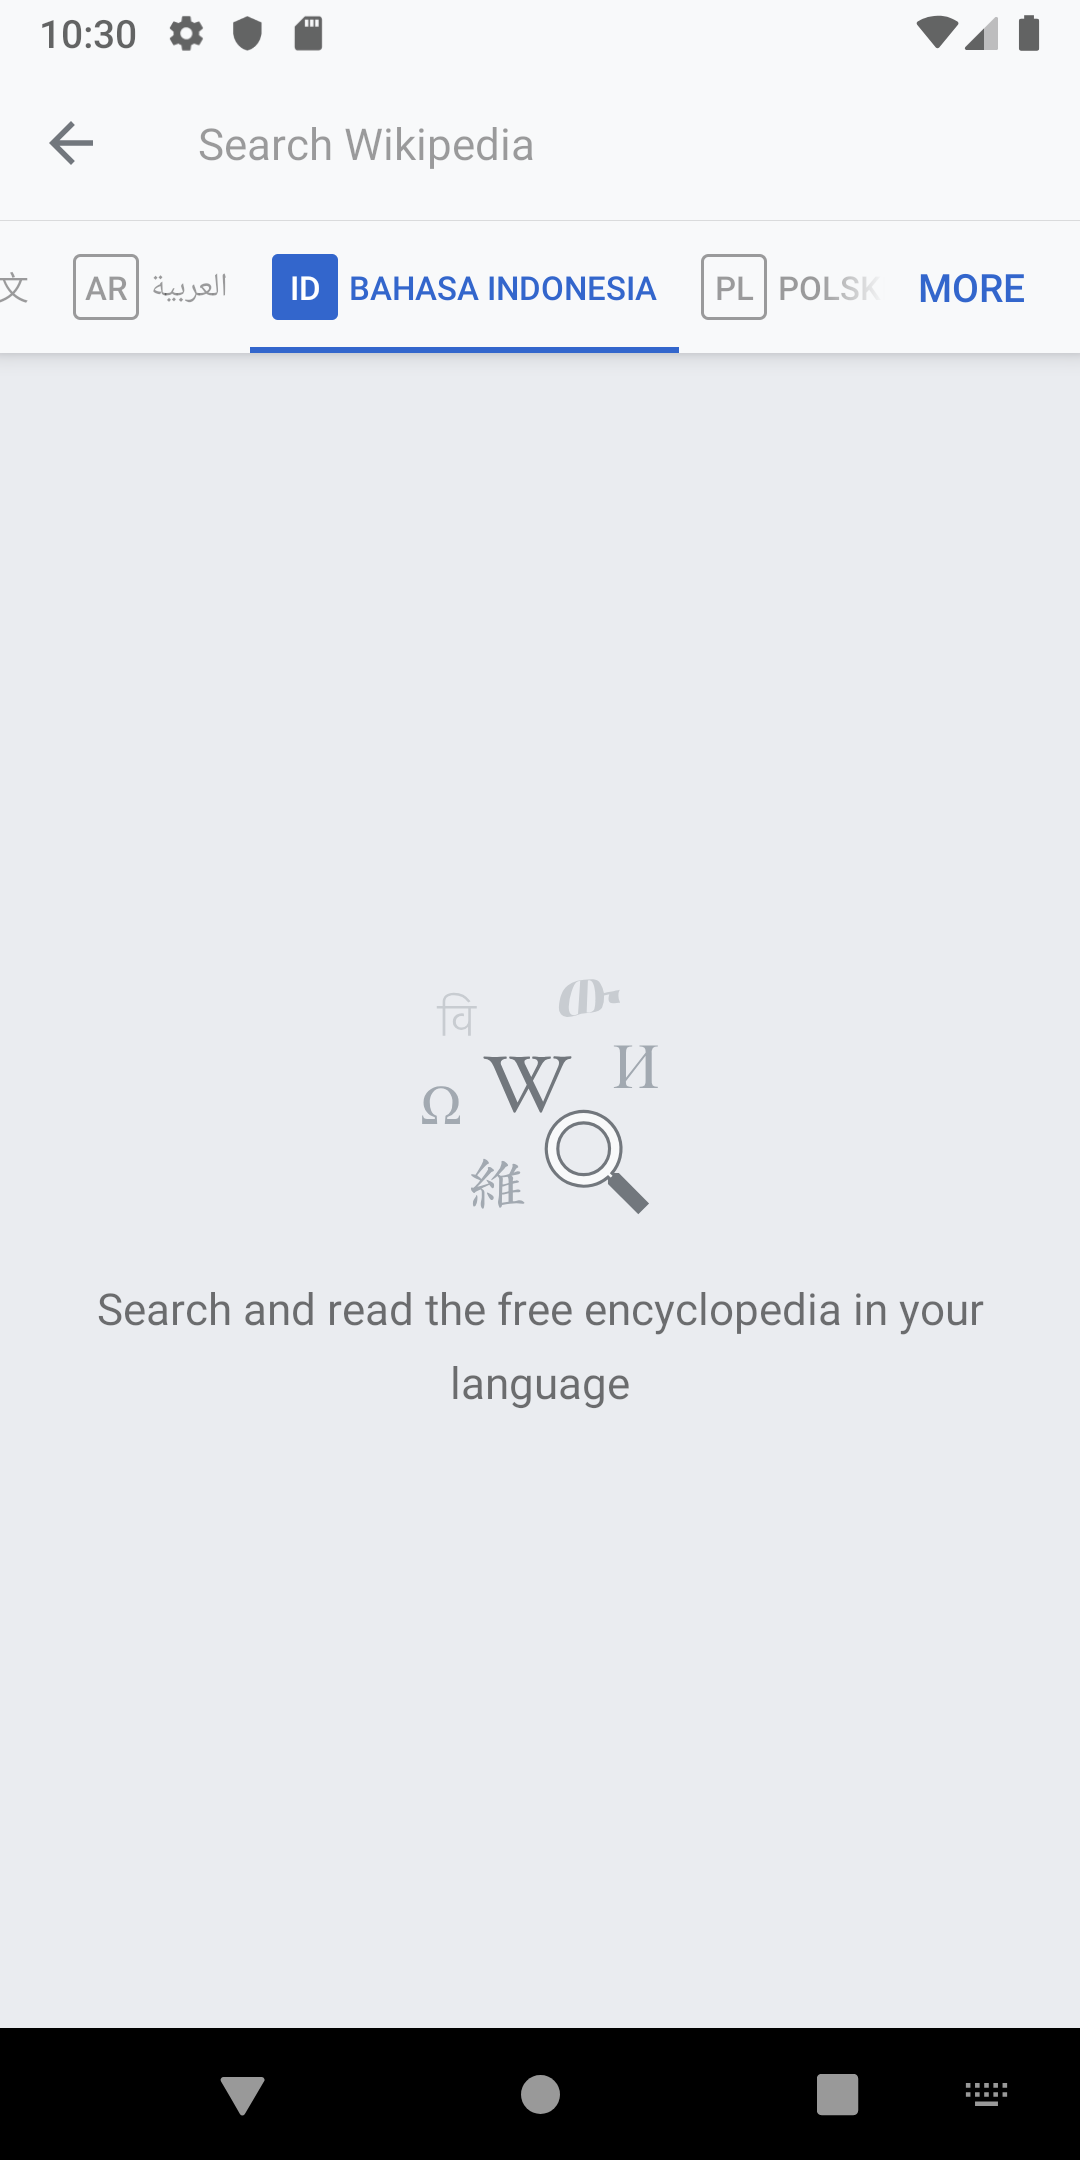 10:30
Search Wikipedia
文 AR العربية ID BAHASA INDONESIA PL POLSK MORE
वि
W И
Ω
維
Search and read the free encyclopedia in your
language